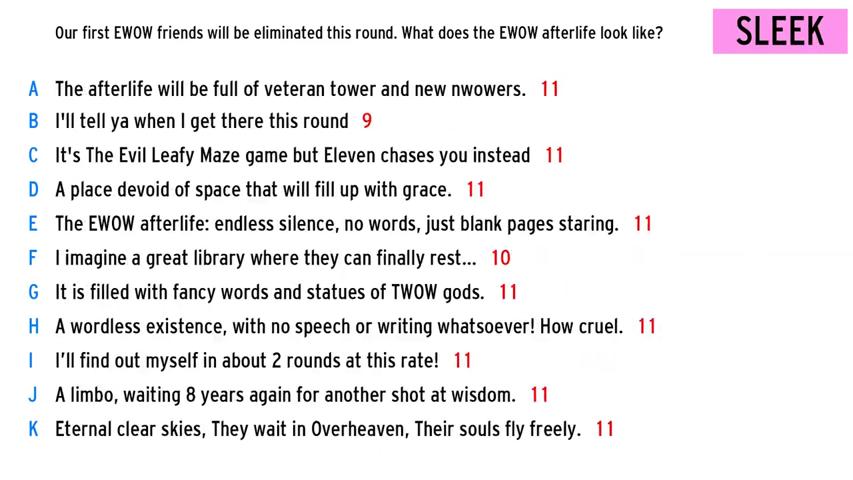 Our first EWOW friends will be eliminated this round. What does the EWOW afterlife look like?
SLEEK
A The afterlife will be full of veteran tower and new nwowers. 11
B I'll tell ya when I get there this round 9
C It's The Evil Leafy Maze game but Eleven chases you instead 11
D A place devoid of space that will fill up with grace. 11
E The EWOW afterlife: endless silence, no words, just blank pages staring. 11
F I imagine a great library where they can finally rest... 10
G It is filled with fancy words and statues of TWOW gods. 11
H A wordless existence, with no speech or writing whatsoever! How cruel. 11
I I'll find out myself in about 2 rounds at this rate! 11
J A limbo, waiting 8 years again for another shot at wisdom. 11
K Eternal clear skies, They wait in Overheaven, Their souls fly freely. 11